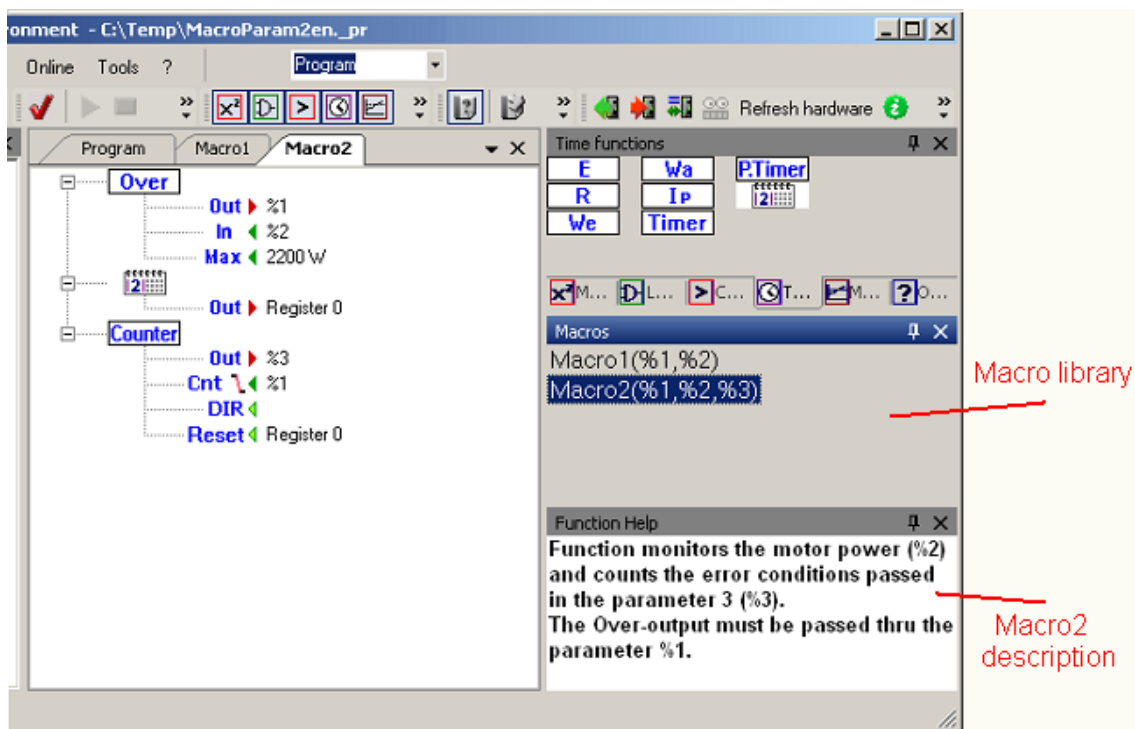 onment - C:\Temp\MacroParam2en._pr
Online Tools ? Program
Refresh hardware
Program Macro1 Macro2
Over
Out %1
In %2
Max 2200 W
2
Out Register 0
Counter
Out %3
Cnt %1
DIR
Reset Register 0
Time functions
E Wa P.Timer
R IP 2
We Timer
M... L... C... T... M... O...
Macros
Macro1(%1,%2)
Macro2(%1,%2,%3)
Macro library
Function Help
Function monitors the motor power (%2)
and counts the error conditions passed
in the parameter 3 (%3).
The Over-output must be passed thru the
parameter %1.
Macro2
description